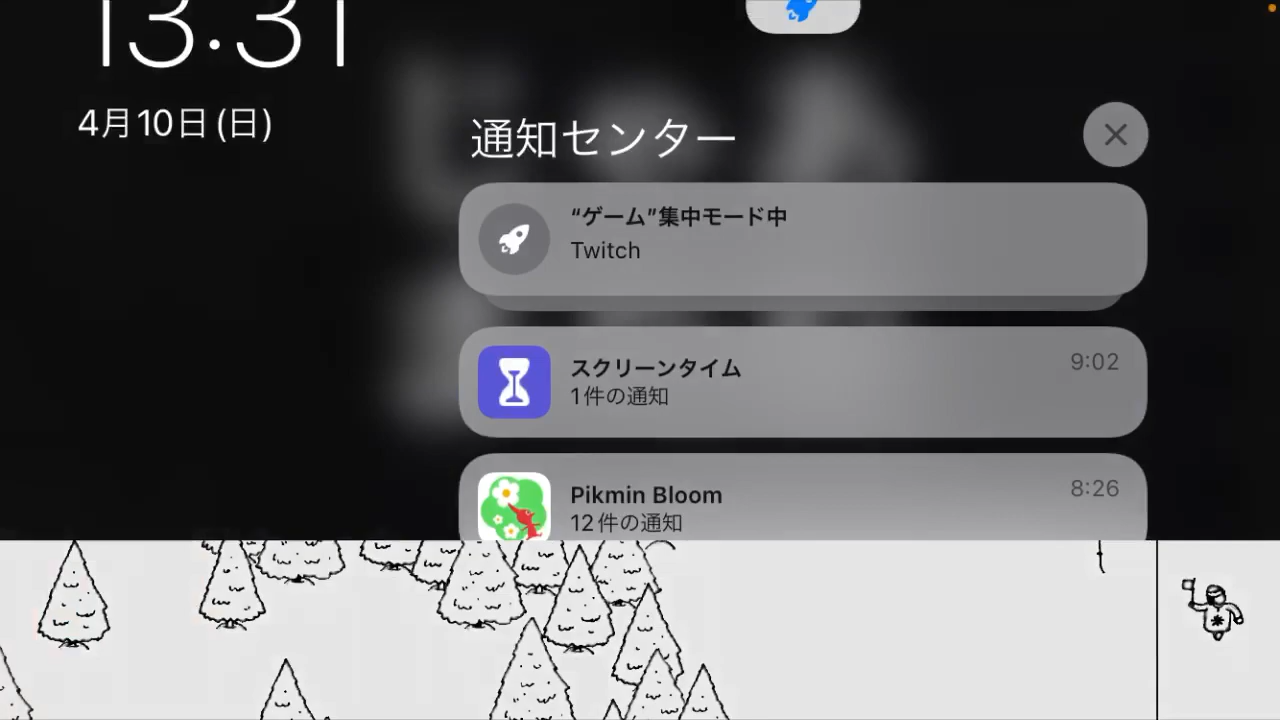 13:31
4月10日(日)
通知センター
“ゲーム”集中モード中
Twitch
スクリーンタイム
9:02
1件の通知
Pikmin Bloom
8:26
12件の通知